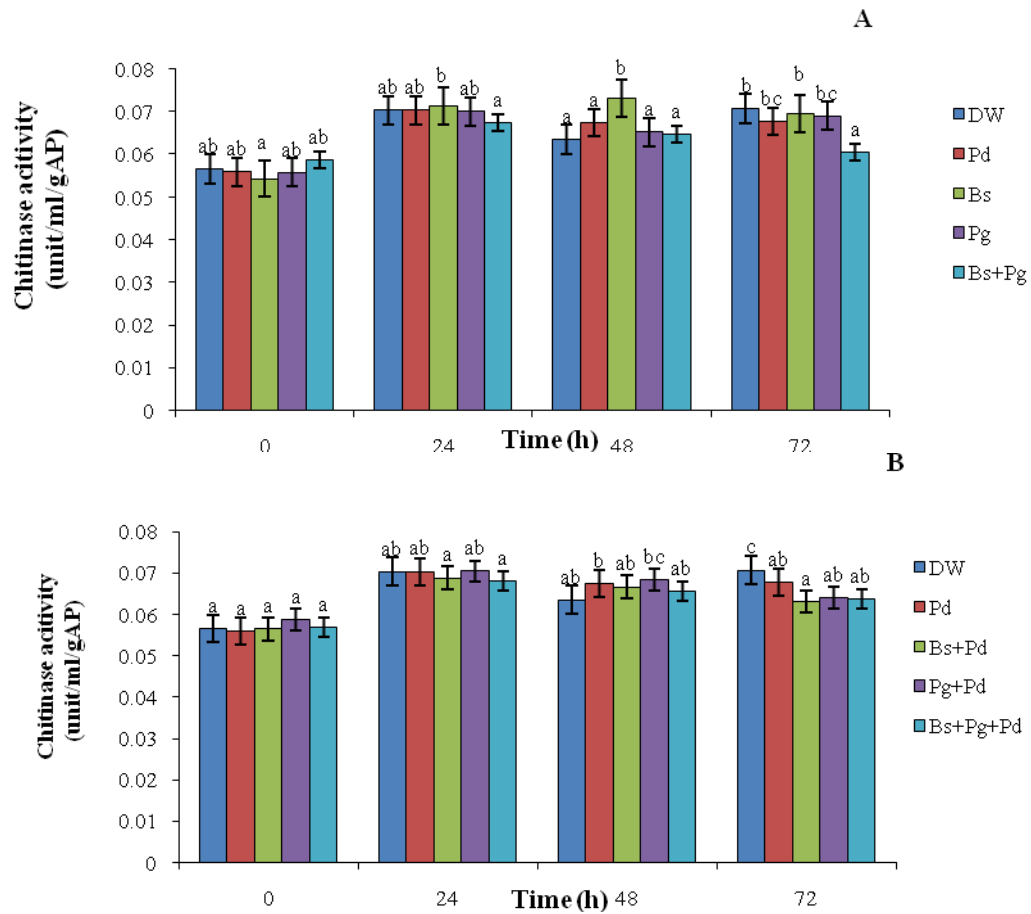 A
Chitinase acitivity
(unit/ml/gAP)
0.08
0.07
0.06
0.05
0.04
0.03
0.02
0.01
0
ab ab a ab ab
ab ab b ab a
a a b a a
b bc b bc a
DW
Pd
Bs
Pg
Bs+Pg
0 24 48 72
Time (h)
B
Chitinase acitivity
(unit/ml/gAP)
0.08
0.07
0.06
0.05
0.04
0.03
0.02
0.01
0
a a a a a
ab ab a ab a
ab b ab bc ab
c ab a ab ab
DW
Pd
Bs+Pd
Pg+Pd
Bs+Pg+Pd
0 24 48 72
Time (h)